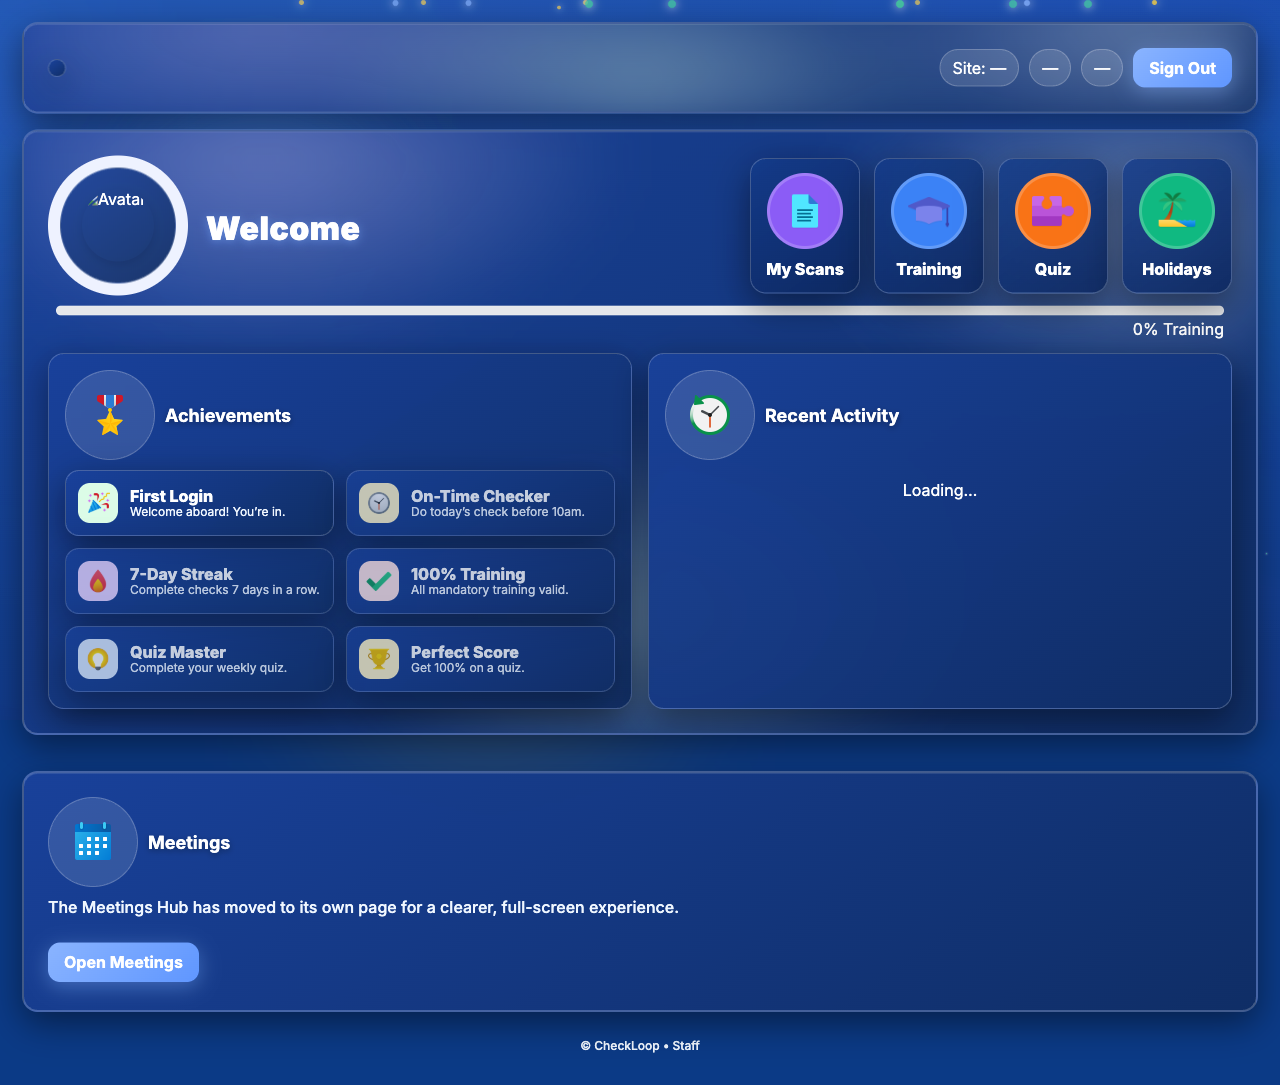 Site: —
—
—
Sign Out
Avatar
Welcome
My Scans
Training
Quiz
Holidays
0% Training
Achievements
First Login
Welcome aboard! You’re in.
On-Time Checker
Do today’s check before 10am.
7-Day Streak
Complete checks 7 days in a row.
100% Training
All mandatory training valid.
Quiz Master
Complete your weekly quiz.
Perfect Score
Get 100% on a quiz.
Recent Activity
Loading...
Meetings
The Meetings Hub has moved to its own page for a clearer, full-screen experience.
Open Meetings
© CheckLoop • Staff